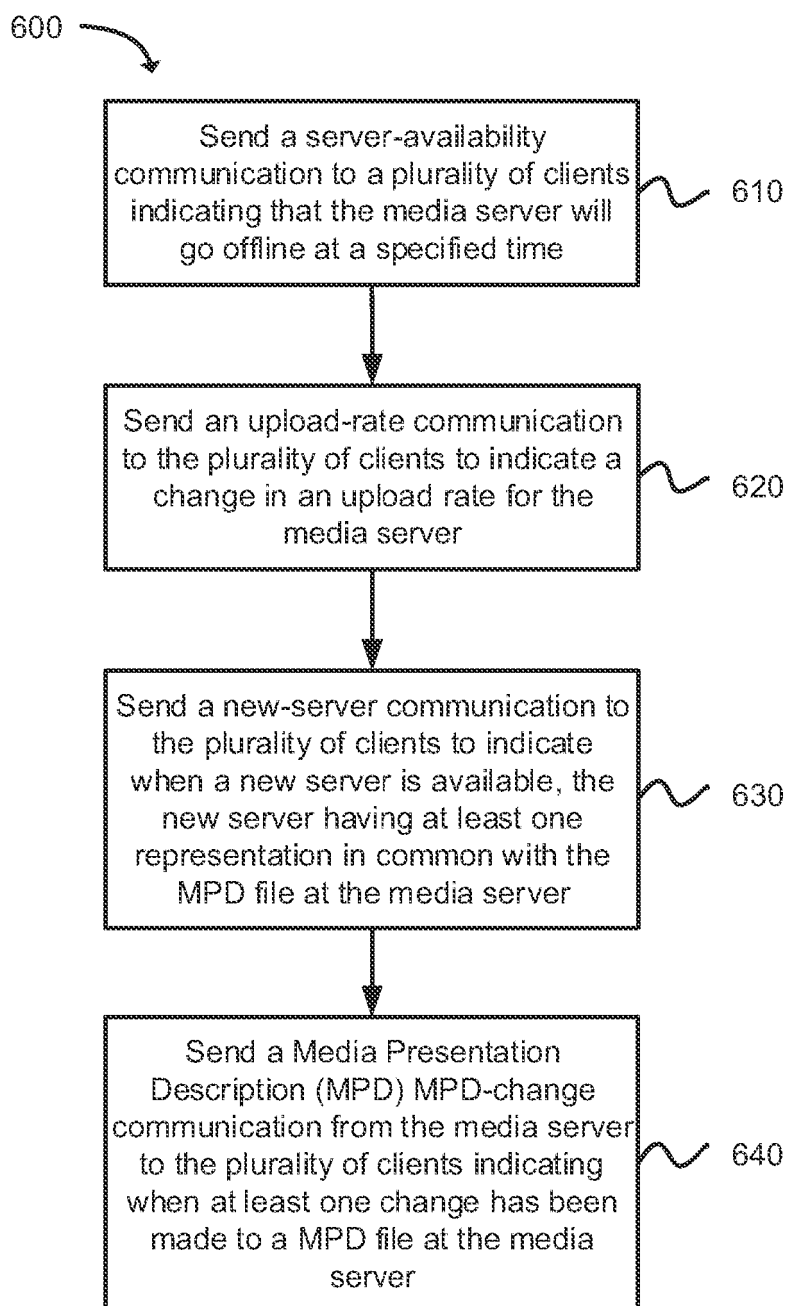 600
Send a server-availability
communication to a plurality of clients
indicating that the media server will
go offline at a specified time
610
Send an upload-rate communication
to the plurality of clients to indicate a
change in an upload rate for the
media server
620
Send a new-server communication to
the plurality of clients to indicate
when a new server is available, the
new server having at least one
representation in common with the
MPD file at the media server
630
Send a Media Presentation
Description (MPD) MPD-change
communication from the media server
to the plurality of clients indicating
when at least one change has been
made to a MPD file at the media
server
640